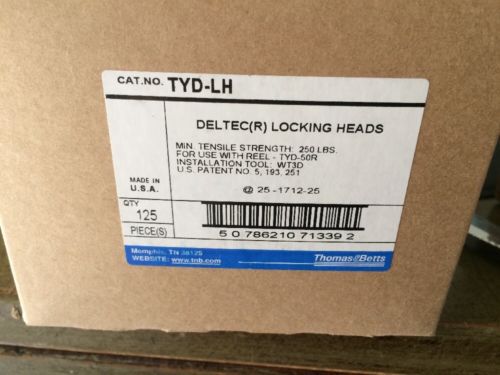 CAT.NO. TYD-LH
DELTEC(R) LOCKING HEADS
MIN. TENSILE STRENGTH: 250 LBS.
FOR USE WITH REEL - TYD-50R
INSTALLATION TOOL: WT3D
U.S. PATENT NO. 5, 193, 251
MADE IN
U.S.A.
@ 25 -1712-25
QTY
125
PIECE(S)
5 0 786210 71339 2
Memphis, TN 38125
WEBSITE: www.tnb.com
Thomas&Betts